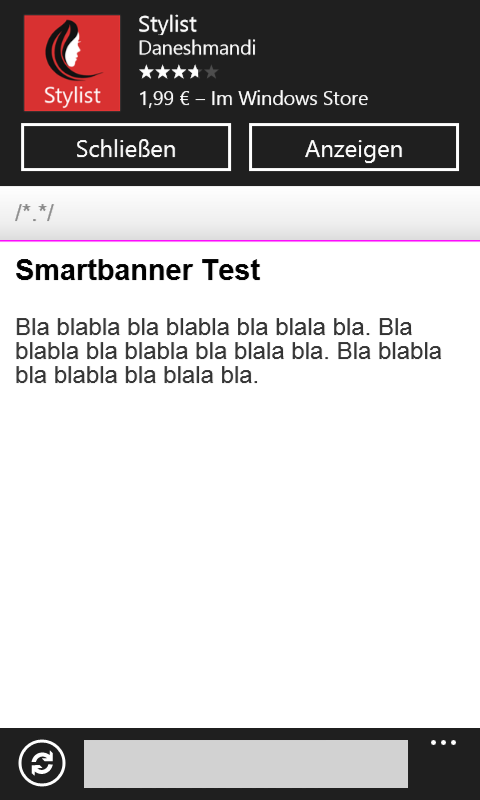 Stylist
Stylist
Daneshmandi
1,99 € – Im Windows Store
Schließen
Anzeigen
/*.*/
Smartbanner Test
Bla blabla bla blabla bla blala bla. Bla
blabla bla blabla bla blala bla. Bla blabla
bla blabla bla blala bla.